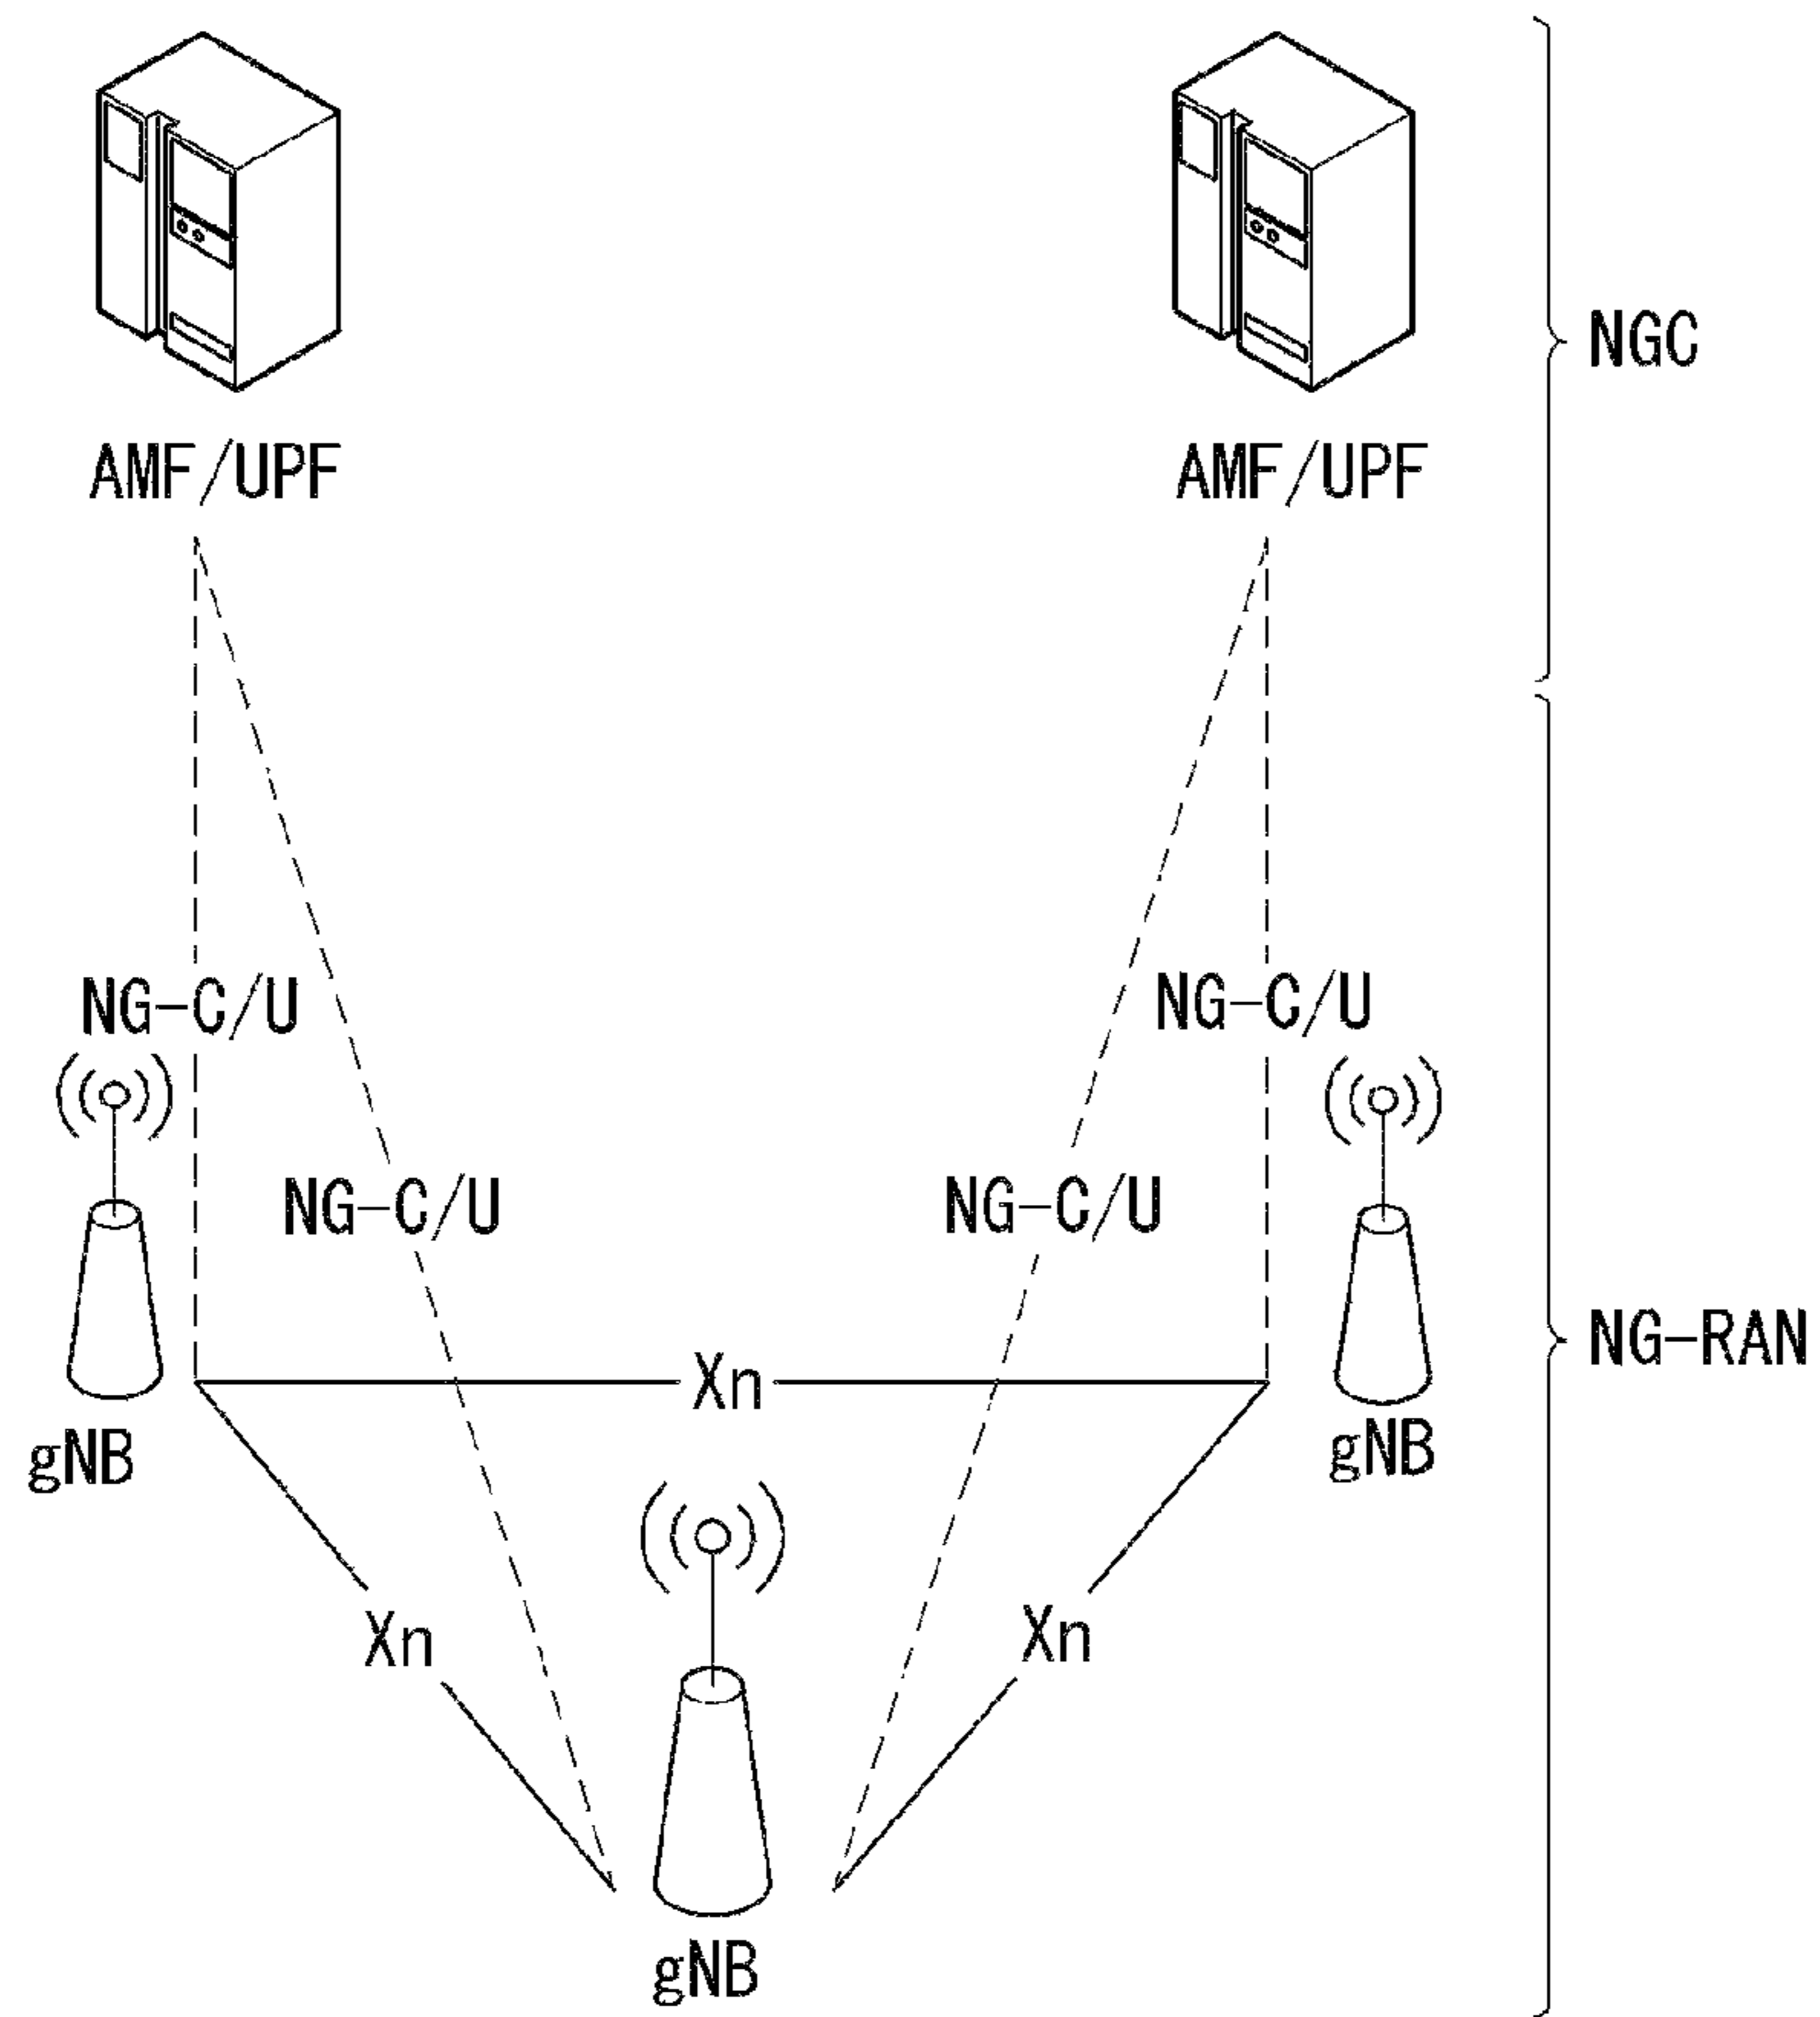 NGC
AMF/UPF
AMF/UPF
NG-C/U
NG-C/U
NG-C/U
NG-C/U
NG-RAN
Xn
gNB
gNB
Xn
Xn
gNB